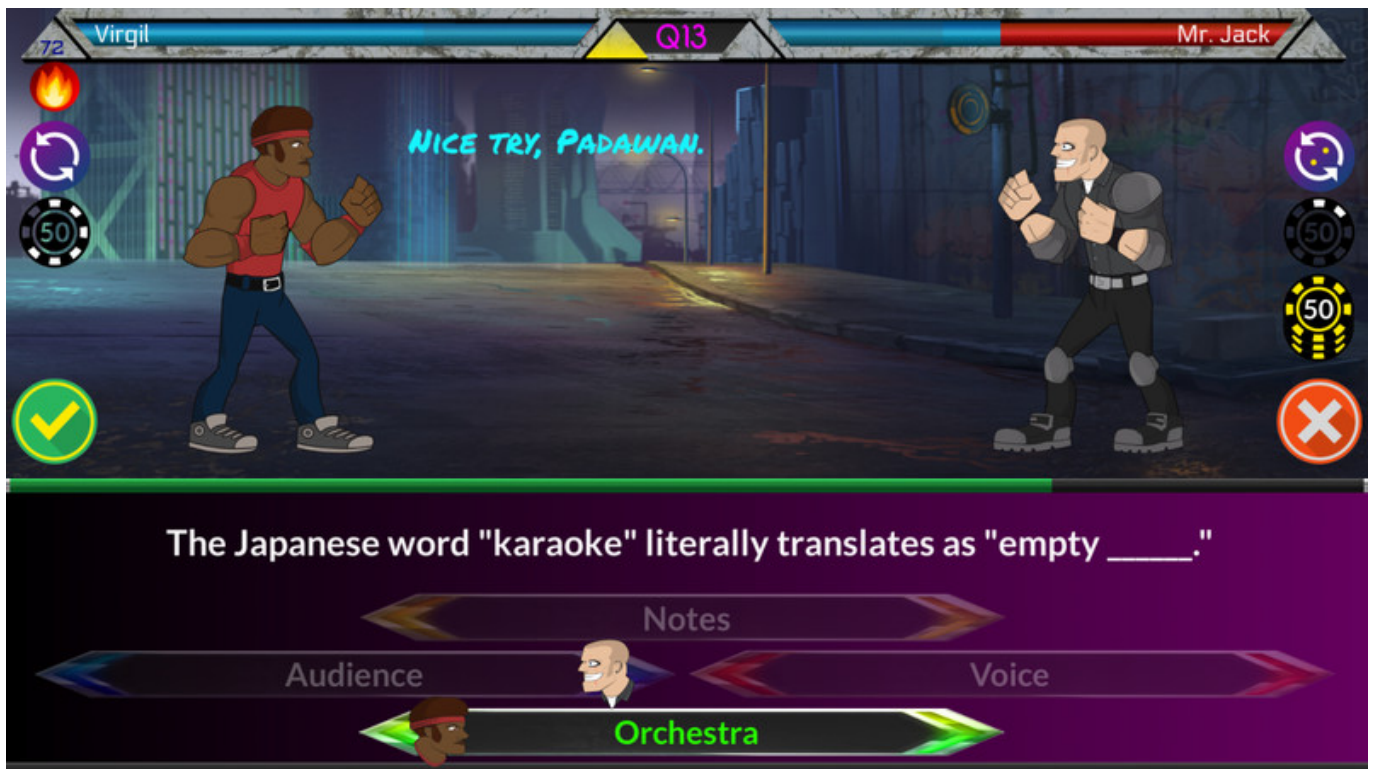 Virgil
Q13
Mr. Jack
72
Nice try, Padawan.
50
50
50
The Japanese word "karaoke" literally translates as "empty _____."
Notes
Audience
Voice
Orchestra